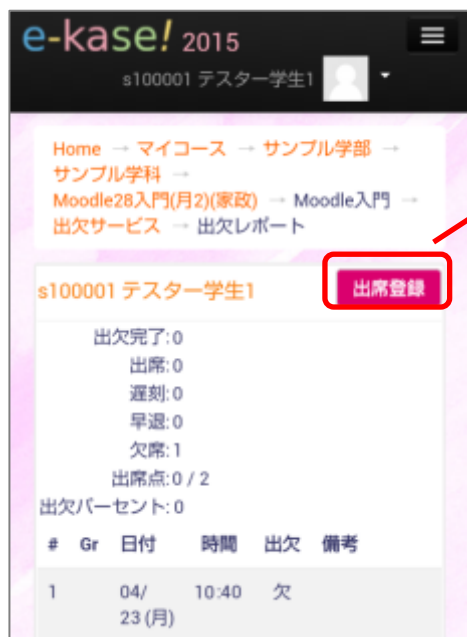 e-kase! 2015
s100001 テスター学生1
Home → マイコース → サンプル学部 →
サンプル学科 →
Moodle28入門(月2)(家政) → Moodle入門 →
出欠サービス → 出欠レポート
s100001 テスター学生1 出席登録
出欠完了: 0
出席: 0
遅刻: 0
早退: 0
欠席: 1
出席点: 0 / 2
出欠パーセント: 0
# Gr 日付 時間 出欠 備考
1 04/ 10:40 欠
23 (月)